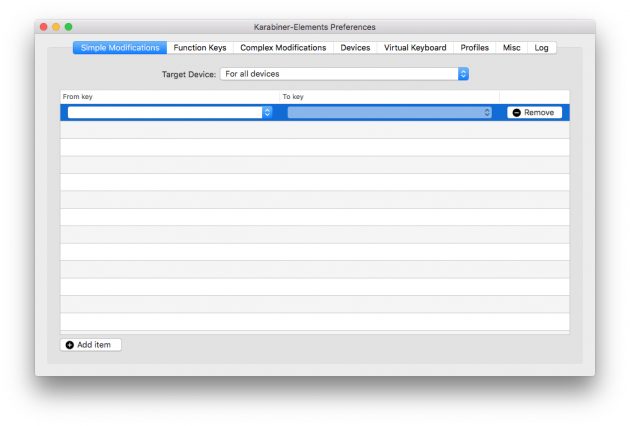 Karabiner-Elements Preferences
Simple Modifications Function Keys Complex Modifications Devices Virtual Keyboard Profiles Misc Log
Target Device: For all devices
From key To key
Remove
Add item